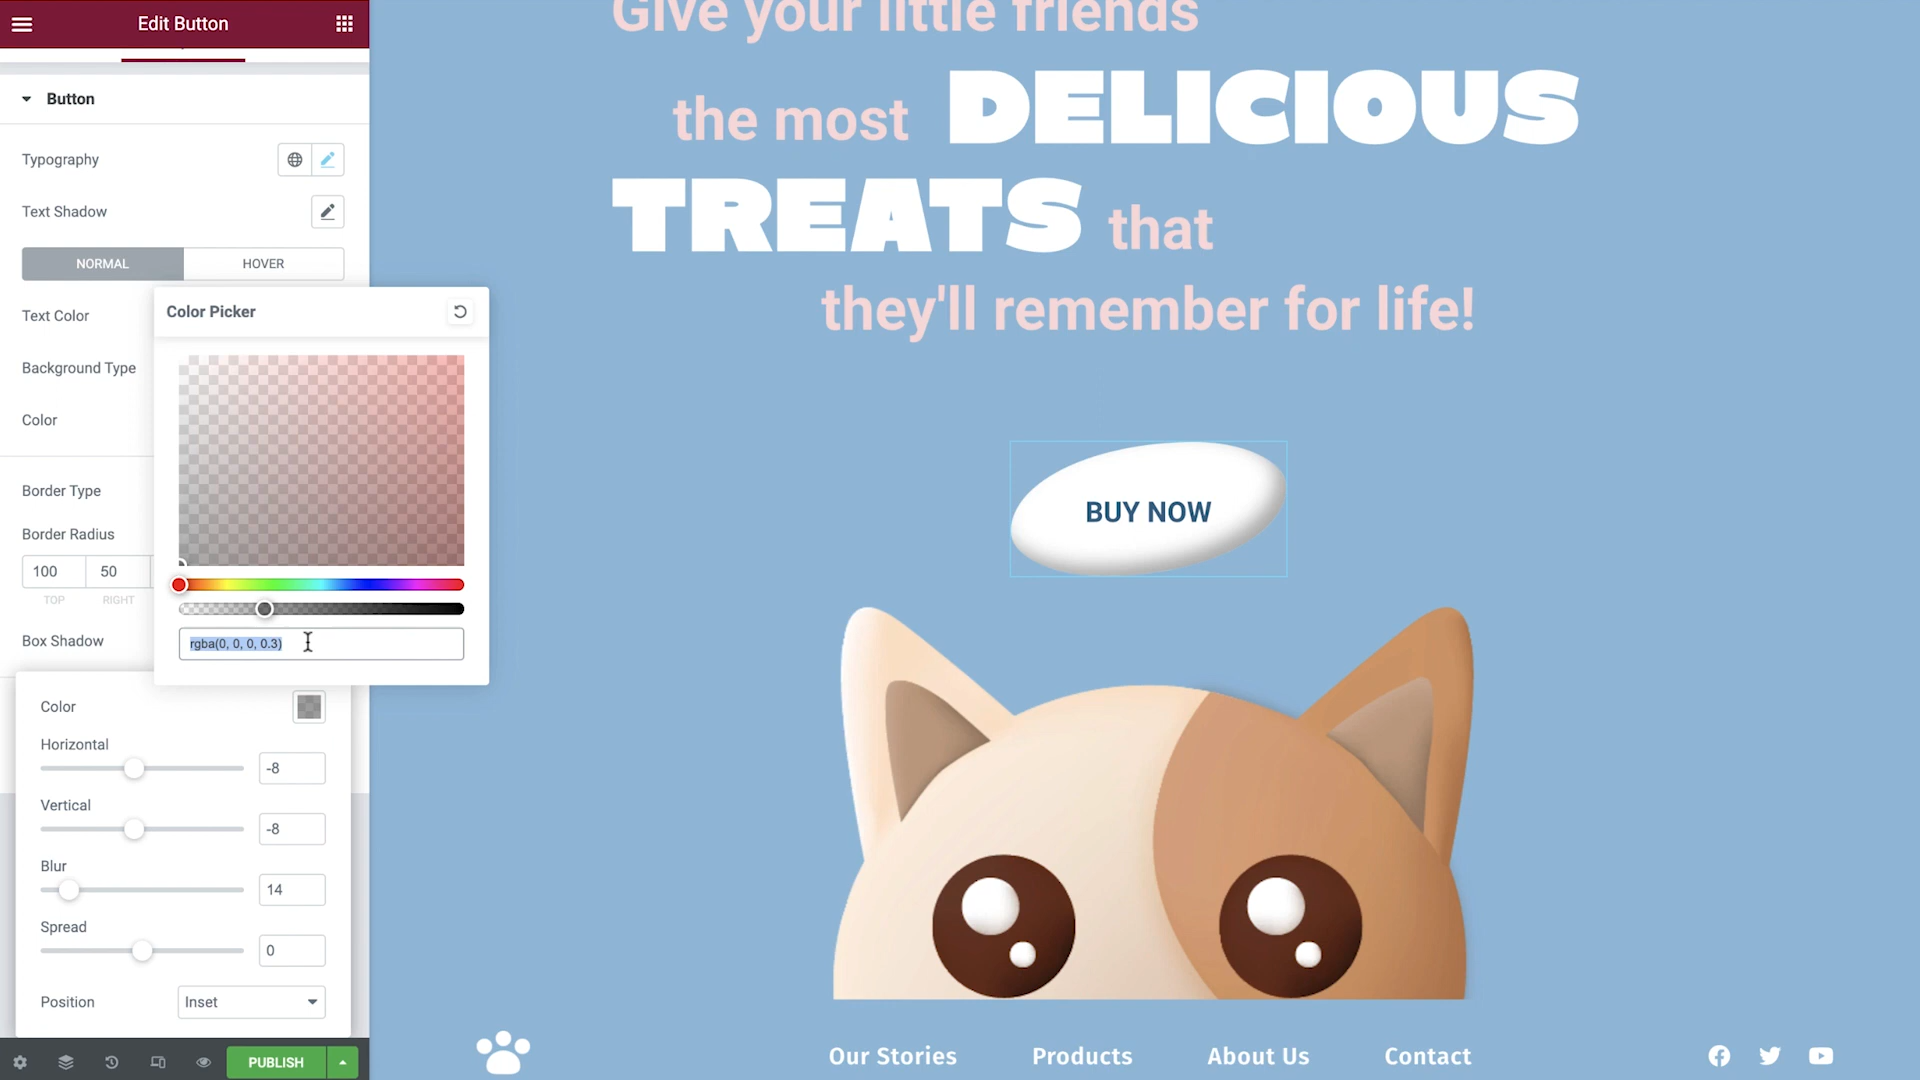 Edit Button
Button
Typography
Text Shadow
NORMAL
HOVER
Text Color
Background Type
Color
Border Type
Border Radius
100
50
TOP
RIGHT
Box Shadow
Color Picker
rgba(0, 0, 0, 0.3)
Color
Horizontal
-8
Vertical
-8
Blur
14
Spread
0
Position
Inset
PUBLISH
Give your little friends
the most DELICIOUS
TREATS that
they'll remember for life!
BUY NOW
Our Stories
Products
About Us
Contact